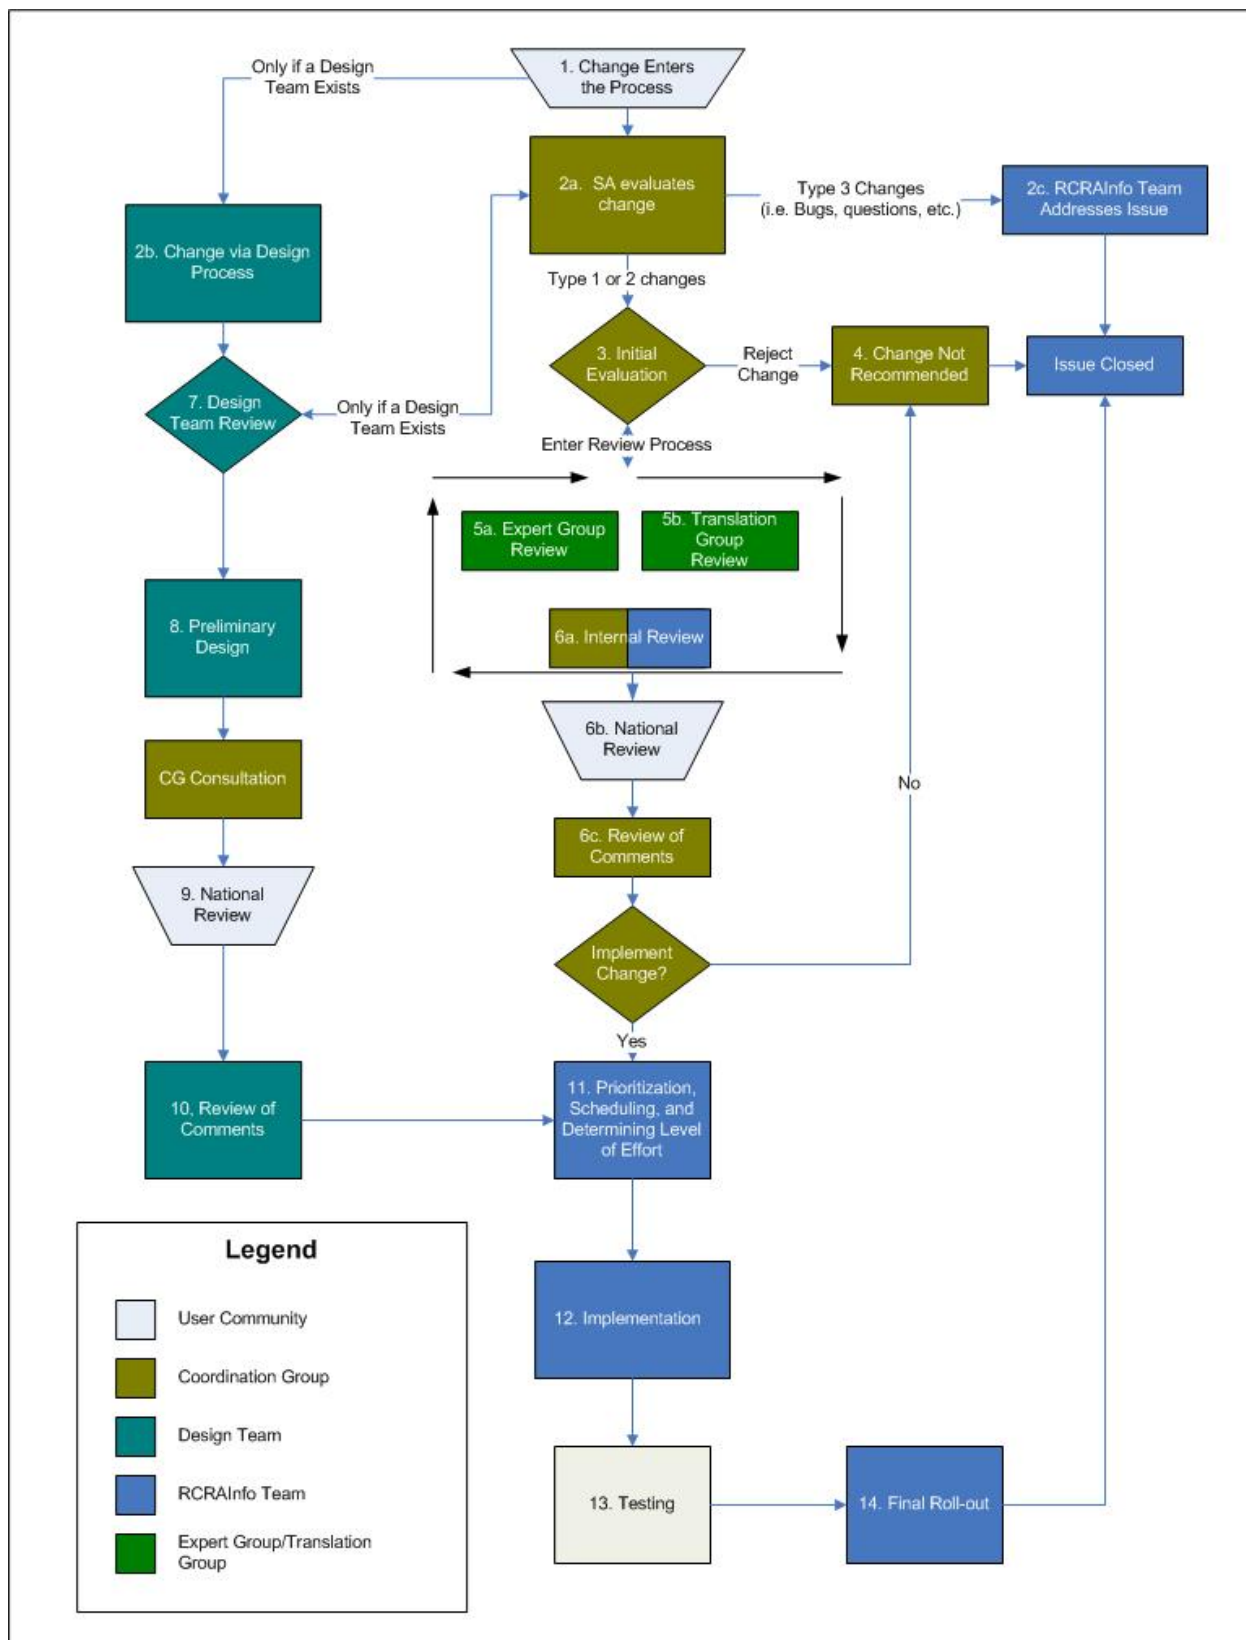 Only if a Design
Team Exists
1. Change Enters
the Process
2a. SA evaluates
change
Type 3 Changes
(i.e. Bugs, questions, etc.)
2c. RCRAInfo Team
Addresses Issue
2b. Change via Design
Process
Type 1 or 2 changes
3. Initial
Evaluation
Reject
Change
4. Change Not
Recommended
Issue Closed
7. Design
Team Review
Only if a Design
Team Exists
Enter Review Process
5a. Expert Group
Review
5b. Translation
Group
Review
6a. Internal Review
8. Preliminary
Design
6b. National
Review
CG Consultation
No
6c. Review of
Comments
9. National
Review
Implement
Change?
Yes
10, Review of
Comments
11. Prioritization,
Scheduling, and
Determining Level
of Effort
Legend
User Community
Coordination Group
Design Team
RCRAInfo Team
Expert Group/Translation
Group
12. Implementation
13. Testing
14. Final Roll-out